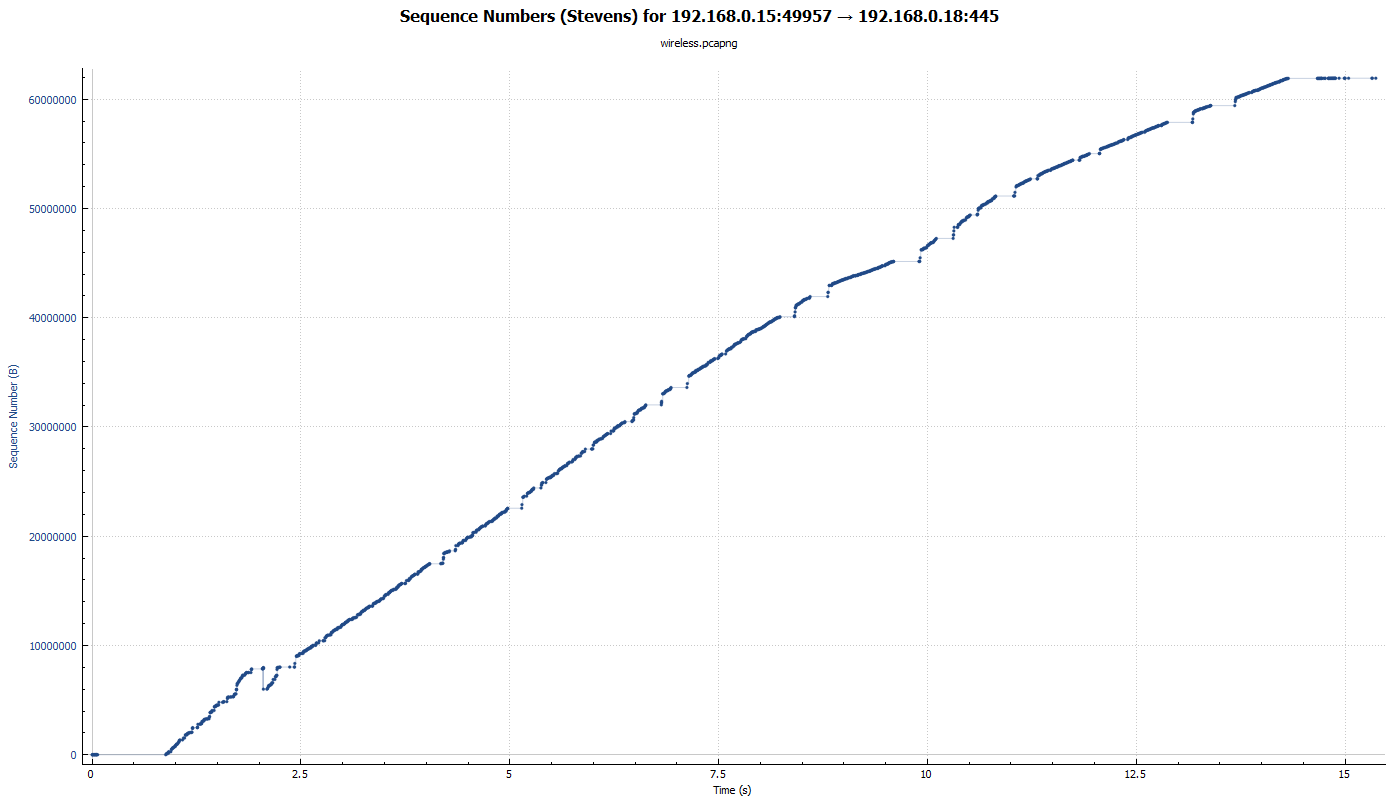 Sequence Numbers (Stevens) for 192.168.0.15:49957 → 192.168.0.18:445
wireless.pcapng
Sequence Number (B)
60000000
50000000
40000000
30000000
20000000
10000000
0
0 2.5 5 7.5 10 12.5 15
Time (s)